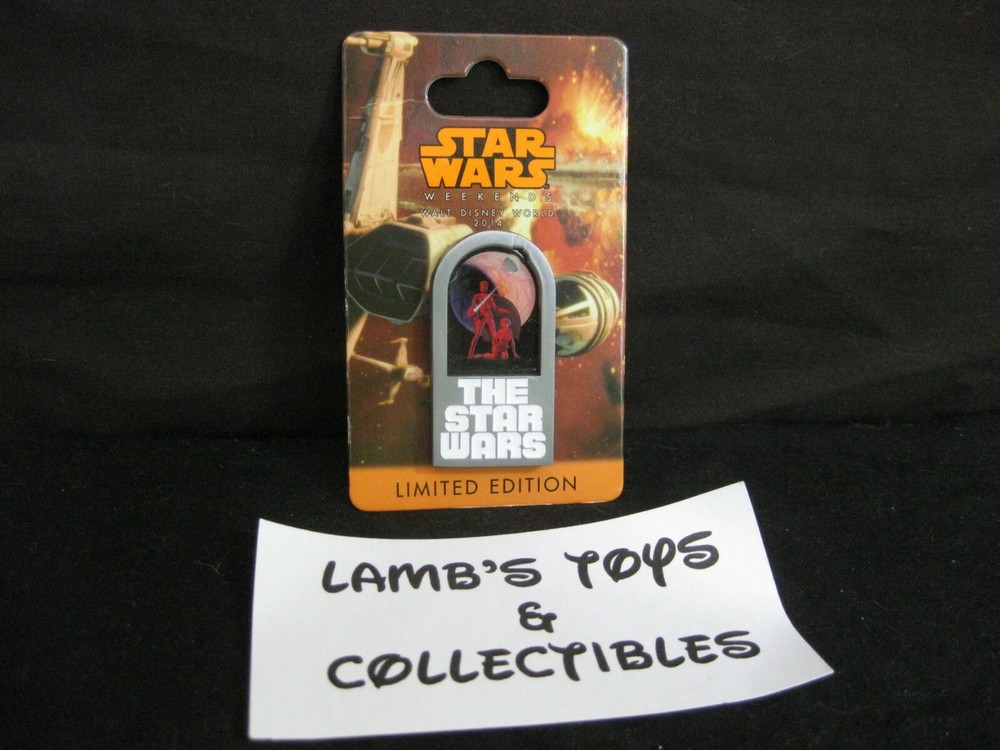 STAR
WARS
WEEKENDS
WALT DISNEY WORLD
2014
THE
STAR
WARS
LIMITED EDITION
LAMB'S TOYS
&
COLLECTIBLES